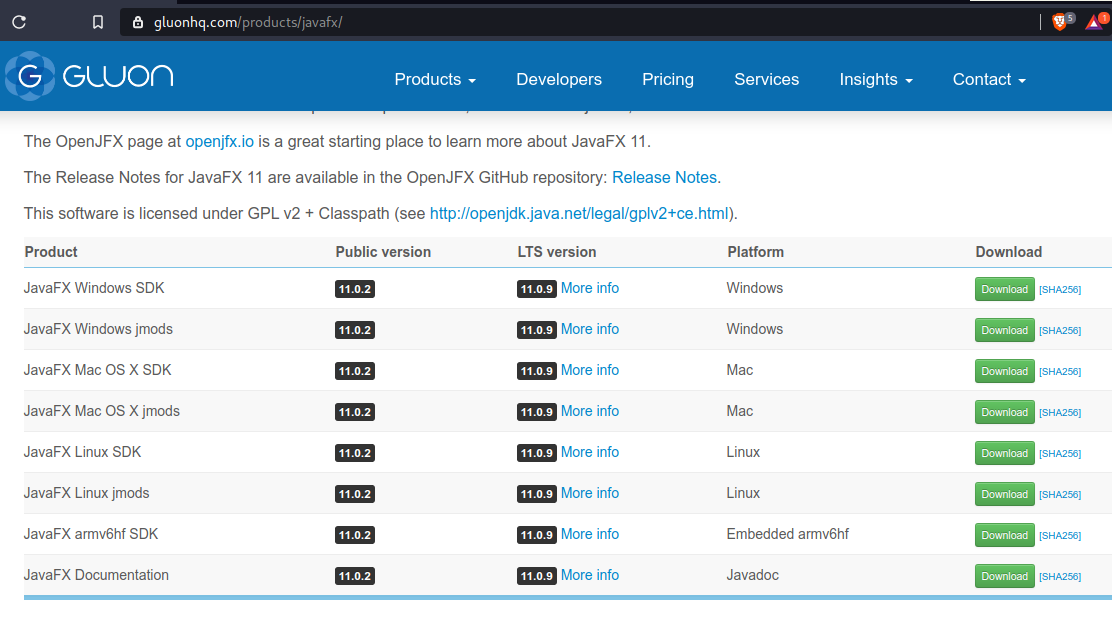 gluonhq.com/products/javafx/
5
1
G GLUON
Products Developers Pricing Services Insights Contact
The OpenJFX page at openjfx.io is a great starting place to learn more about JavaFX 11.
The Release Notes for JavaFX 11 are available in the OpenJFX GitHub repository: Release Notes.
This software is licensed under GPL v2 + Classpath (see http://openjdk.java.net/legal/gplv2+ce.html).
Product Public version LTS version Platform Download
JavaFX Windows SDK 11.0.2 11.0.9 More info Windows Download [SHA256]
JavaFX Windows jmods 11.0.2 11.0.9 More info Windows Download [SHA256]
JavaFX Mac OS X SDK 11.0.2 11.0.9 More info Mac Download [SHA256]
JavaFX Mac OS X jmods 11.0.2 11.0.9 More info Mac Download [SHA256]
JavaFX Linux SDK 11.0.2 11.0.9 More info Linux Download [SHA256]
JavaFX Linux jmods 11.0.2 11.0.9 More info Linux Download [SHA256]
JavaFX armv6hf SDK 11.0.2 11.0.9 More info Embedded armv6hf Download [SHA256]
JavaFX Documentation 11.0.2 11.0.9 More info Javadoc Download [SHA256]